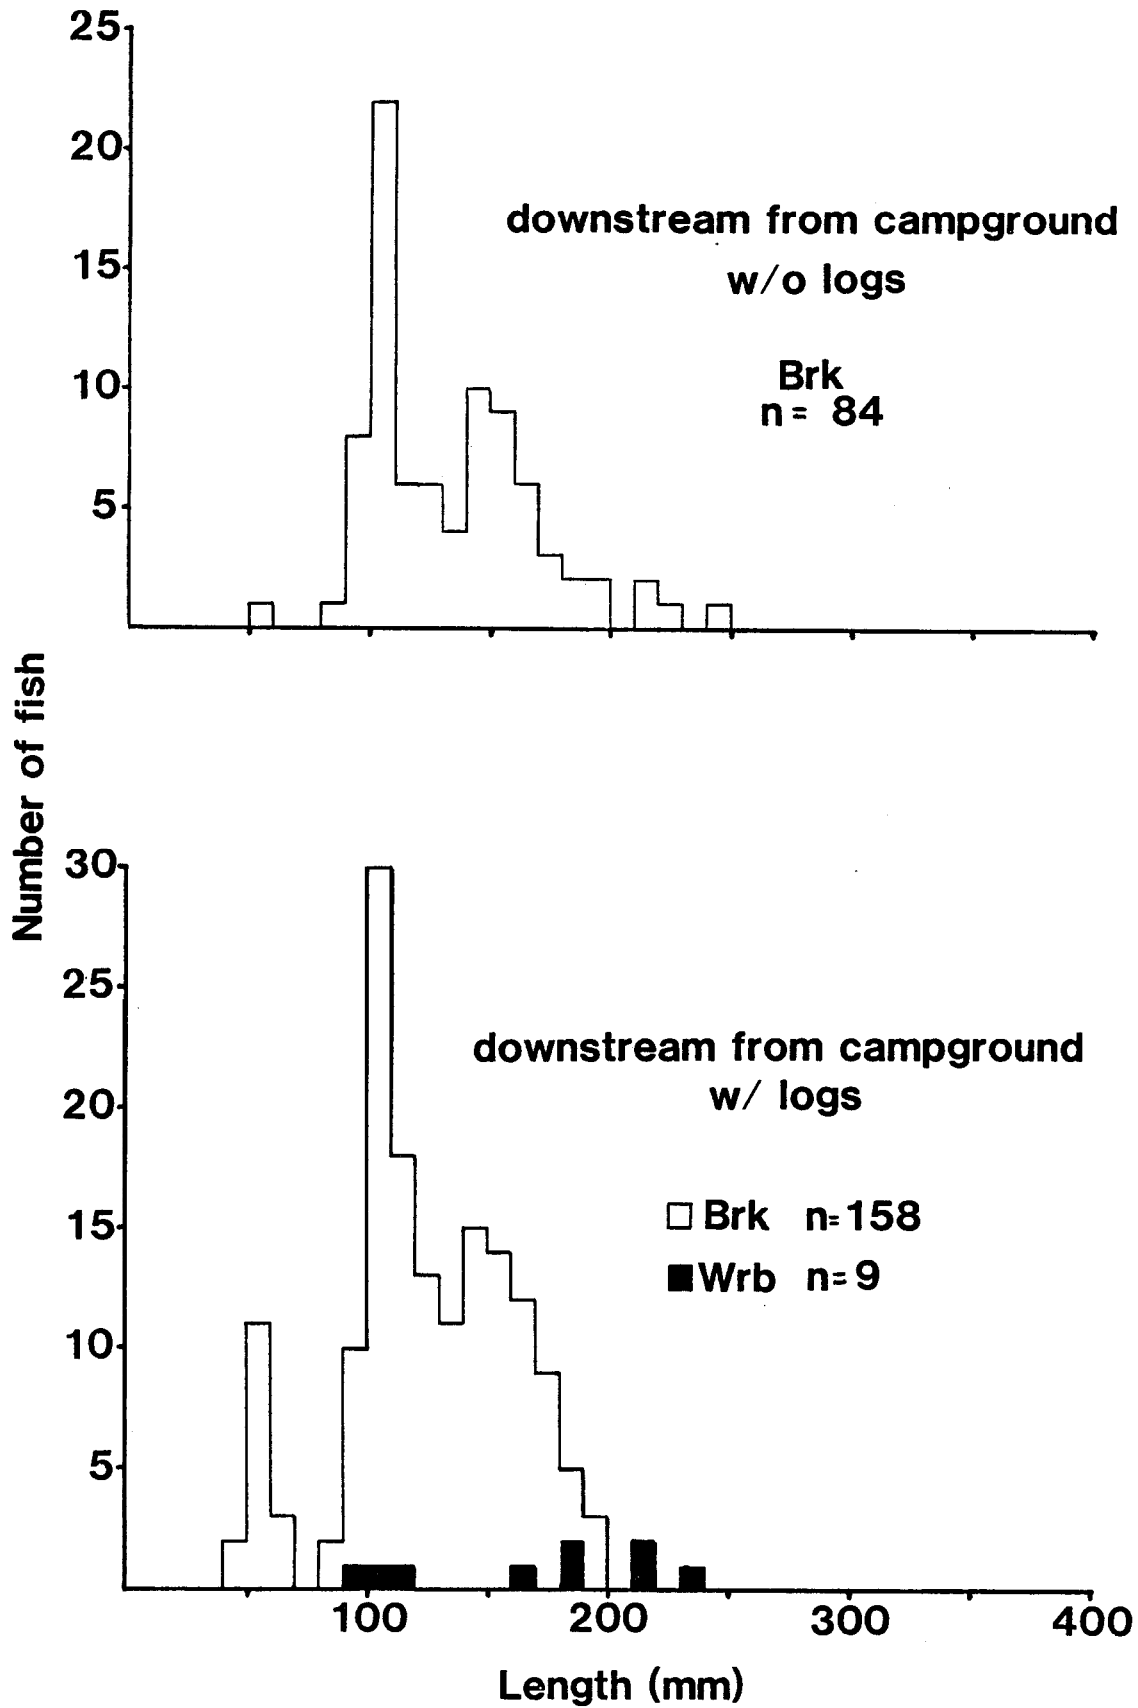 25
20
15
10
5
downstream from campground
w/o logs
Brk
n= 84
Number of fish
30
25
20
15
10
5
downstream from campground
w/ logs
Brk n=158
Wrb n=9
100 200 300 400
Length (mm)